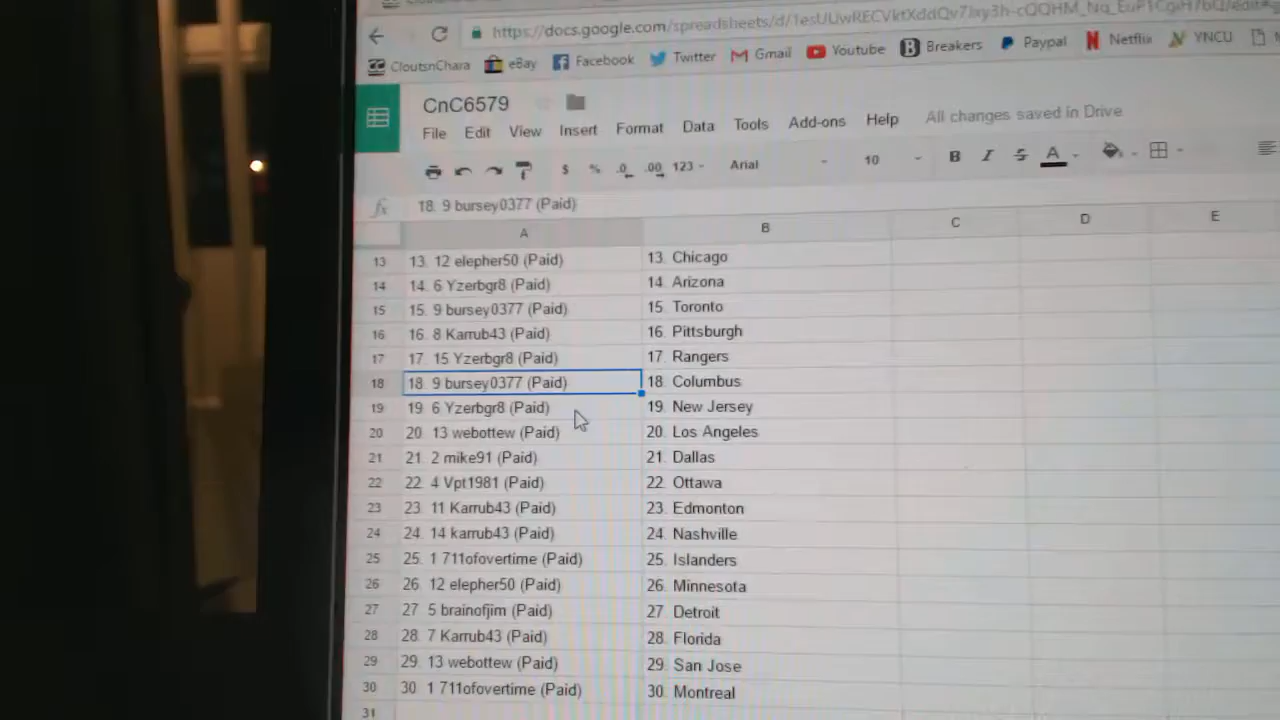 https://docs.google.com/spreadsheets/d/
CloutsnChara eBay Facebook Twitter Gmail Youtube Breakers Paypal Netflix YNCU
CnC6579
File Edit View Insert Format Data Tools Add-ons Help All changes saved in Drive
$ % .0 .00 123 Arial 10 B I S A
fx 18. 9 bursey0377 (Paid)
A B C D E
13 13. 12 elepher50 (Paid) 13. Chicago
14 14. 6 Yzerbgr8 (Paid) 14. Arizona
15 15. 9 bursey0377 (Paid) 15. Toronto
16 16. 8 Karrub43 (Paid) 16. Pittsburgh
17 17. 15 Yzerbgr8 (Paid) 17. Rangers
18 18. 9 bursey0377 (Paid) 18. Columbus
19 19. 6 Yzerbgr8 (Paid) 19. New Jersey
20 20. 13 webottew (Paid) 20. Los Angeles
21 21. 2 mike91 (Paid) 21. Dallas
22 22. 4 Vpt1981 (Paid) 22. Ottawa
23 23. 11 Karrub43 (Paid) 23. Edmonton
24 24. 14 karrub43 (Paid) 24. Nashville
25 25. 1 711ofovertime (Paid) 25. Islanders
26 26. 12 elepher50 (Paid) 26. Minnesota
27 27. 5 brainofjim (Paid) 27. Detroit
28 28. 7 Karrub43 (Paid) 28. Florida
29 29. 13 webottew (Paid) 29. San Jose
30 30. 1 711ofovertime (Paid) 30. Montreal
31